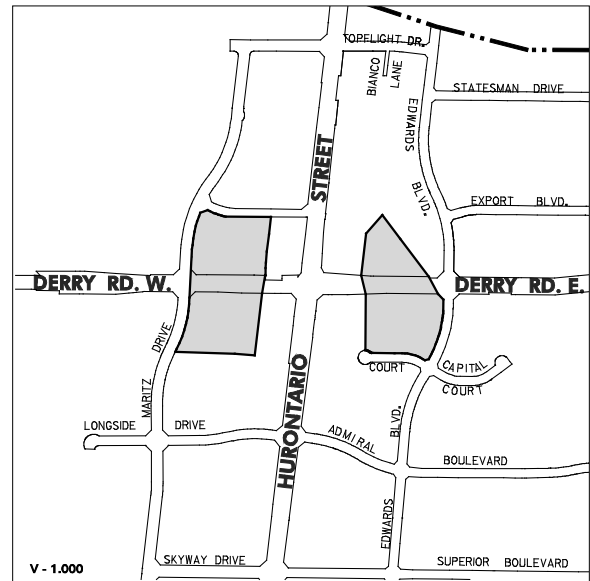 TOPFLIGHT DR.
BIANCO LANE
STATESMAN DRIVE
EDWARDS BLVD.
STREET
EXPORT BLVD.
DERRY RD. W.
DERRY RD. E.
MARITZ DRIVE
COURT
CAPITAL COURT
HURONTARIO
LONGSIDE DRIVE
ADMIRAL BOULEVARD
EDWARDS BLVD.
SKYWAY DRIVE
SUPERIOR BOULEVARD
V - 1.000